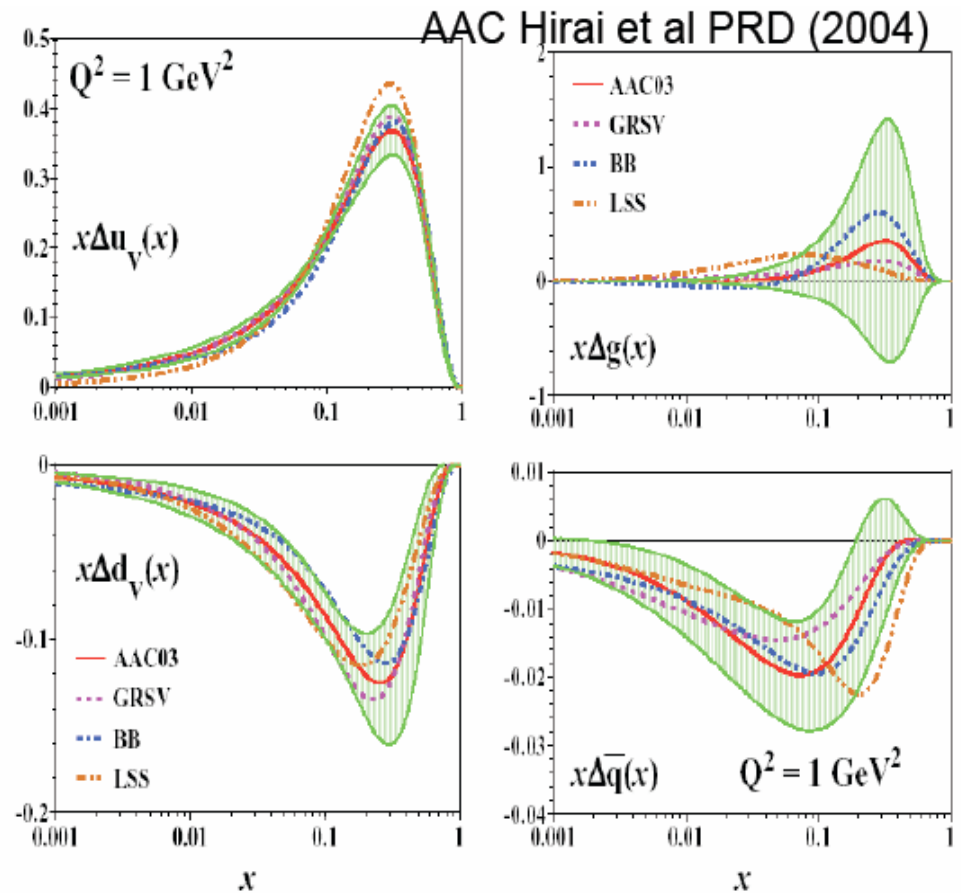 AAC Hirai et al PRD (2004)
Q² = 1 GeV²
xΔu_v(x)
0.5
0.4
0.3
0.2
0.1
0
0.001 0.01 0.1 1
AAC03
GRSV
BB
LSS
xΔg(x)
2
1
0
-1
0.001 0.01 0.1 1
xΔd_v(x)
AAC03
GRSV
BB
LSS
0
-0.1
-0.2
0.001 0.01 0.1 1
x
0.01
0
-0.01
-0.02
-0.03
-0.04
xΔq̅(x) Q² = 1 GeV²
0.001 0.01 0.1 1
x